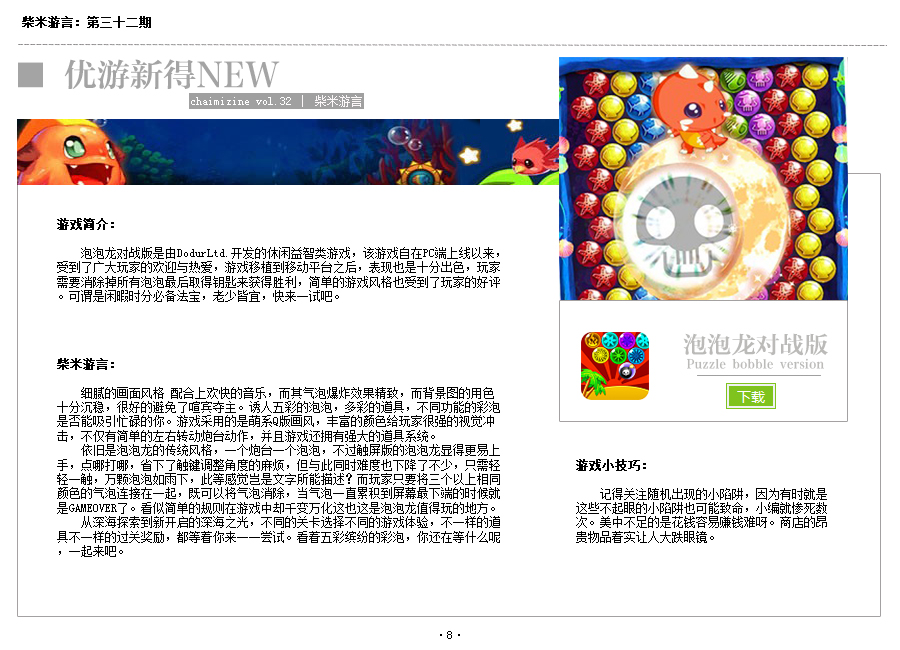 柴米游言：第三十二期
优游新得NEW
chaimizine vol.32 | 柴米游言
游戏简介：
泡泡龙对战版是由DodurLtd.开发的休闲益智类游戏，该游戏自在PC端上线以来，
受到了广大玩家的欢迎与热爱，游戏移植到移动平台之后，表现也是十分出色，玩家
需要消除掉所有泡泡最后取得钥匙来获得胜利，简单的游戏风格也受到了玩家的好评
。可谓是闲暇时分必备法宝，老少皆宜，快来一试吧。
柴米游言：
细腻的画面风格 配合上欢快的音乐，而其气泡爆炸效果精致，而背景图的用色
十分沉稳，很好的避免了喧宾夺主。诱人五彩的泡泡，多彩的道具，不同功能的彩泡
是否能吸引忙碌的你。游戏采用的是萌系Q版画风，丰富的颜色给玩家很强的视觉冲
击，不仅有简单的左右转动炮台动作，并且游戏还拥有强大的道具系统。
依旧是泡泡龙的传统风格，一个炮台一个泡泡，不过触屏版的泡泡龙显得更易上
手，点哪打哪，省下了触键调整角度的麻烦，但与此同时难度也下降了不少，只需轻
轻一触，万颗泡泡如雨下，此等感觉岂是文字所能描述？而玩家只要将三个以上相同
颜色的气泡连接在一起，既可以将气泡消除，当气泡一直累积到屏幕最下端的时候就
是GAMEOVER了。看似简单的规则在游戏中却千变万化这也这是泡泡龙值得玩的地方。
从深海探索到新开启的深海之光，不同的关卡选择不同的游戏体验，不一样的道
具不一样的过关奖励，都等着你来一一尝试。看着五彩缤纷的彩泡，你还在等什么呢
，一起来吧。
泡泡龙对战版
Puzzle bobble version
下载
游戏小技巧：
记得关注随机出现的小陷阱，因为有时就是
这些不起眼的小陷阱也可能致命，小编就惨死数
次。美中不足的是花钱容易赚钱难呀。商店的昂
贵物品着实让人大跌眼镜。
·8·